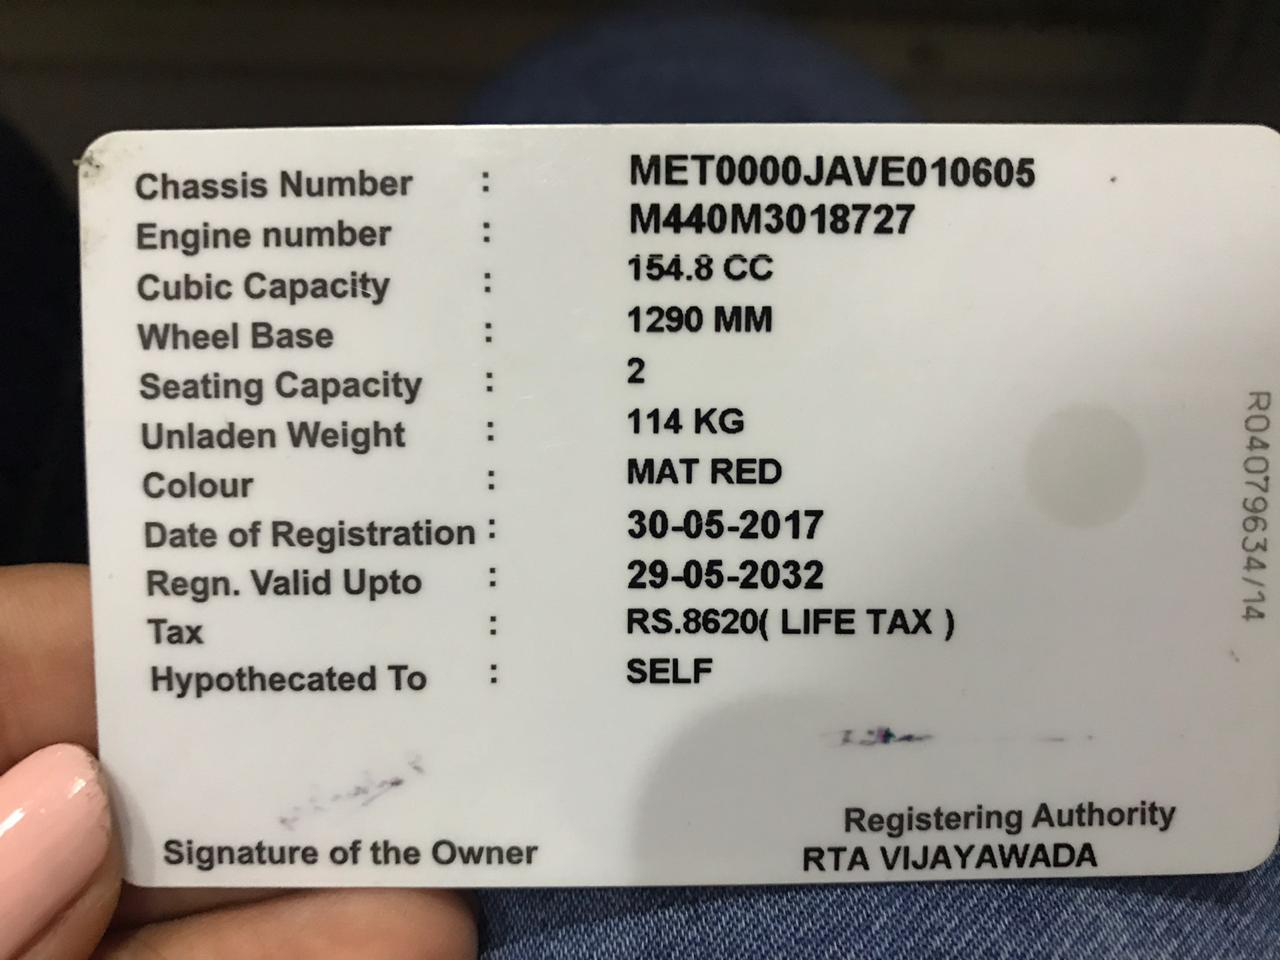 Chassis Number : MET0000JAVE010605
Engine number : M440M3018727
Cubic Capacity : 154.8 CC
Wheel Base : 1290 MM
Seating Capacity : 2
Unladen Weight : 114 KG
Colour : MAT RED
Date of Registration : 30-05-2017
Regn. Valid Upto : 29-05-2032
Tax : RS.8620( LIFE TAX )
Hypothecated To : SELF
Signature of the Owner
Registering Authority
RTA VIJAYAWADA
R04079634/14